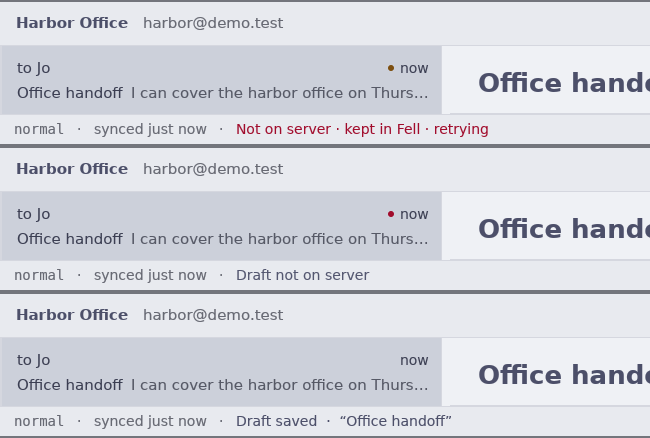 Harbor Office harbor@demo.test
to Jo • now
Office handoff I can cover the harbor office on Thurs…
Office hando
normal · synced just now · Not on server · kept in Fell · retrying
Harbor Office harbor@demo.test
to Jo • now
Office handoff I can cover the harbor office on Thurs…
Office hando
normal · synced just now · Draft not on server
Harbor Office harbor@demo.test
to Jo now
Office handoff I can cover the harbor office on Thurs…
Office hando
normal · synced just now · Draft saved · “Office handoff”